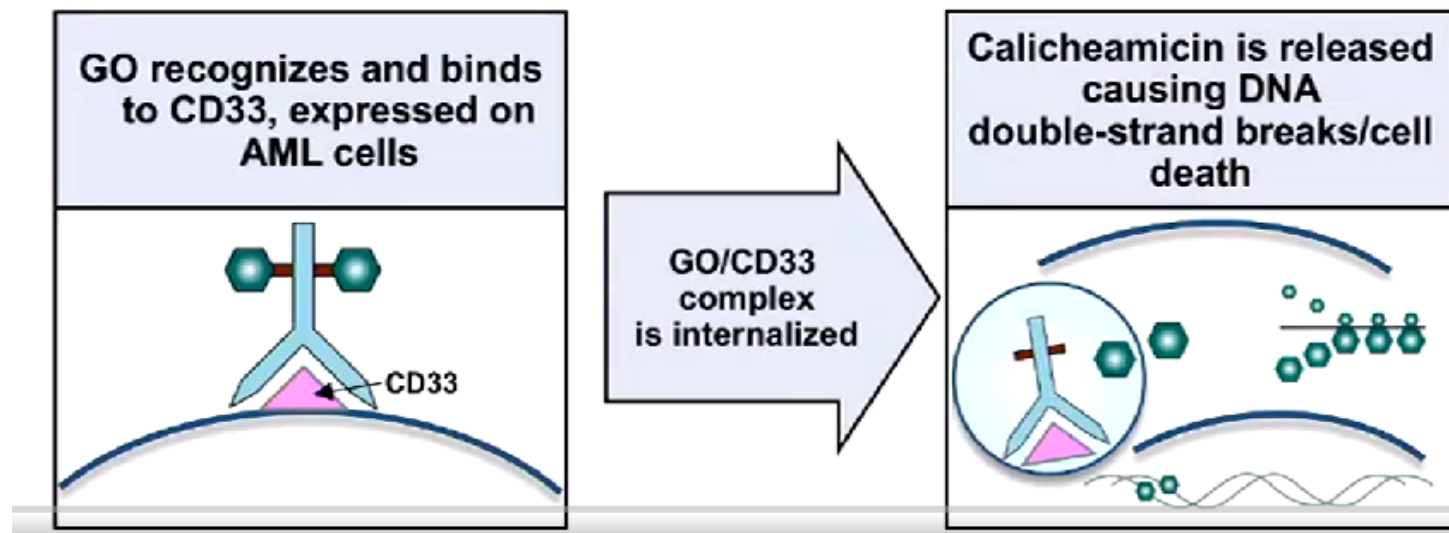 GO recognizes and binds
to CD33, expressed on
AML cells
CD33
GO/CD33
complex
is internalized
Calicheamicin is released
causing DNA
double-strand breaks/cell
death